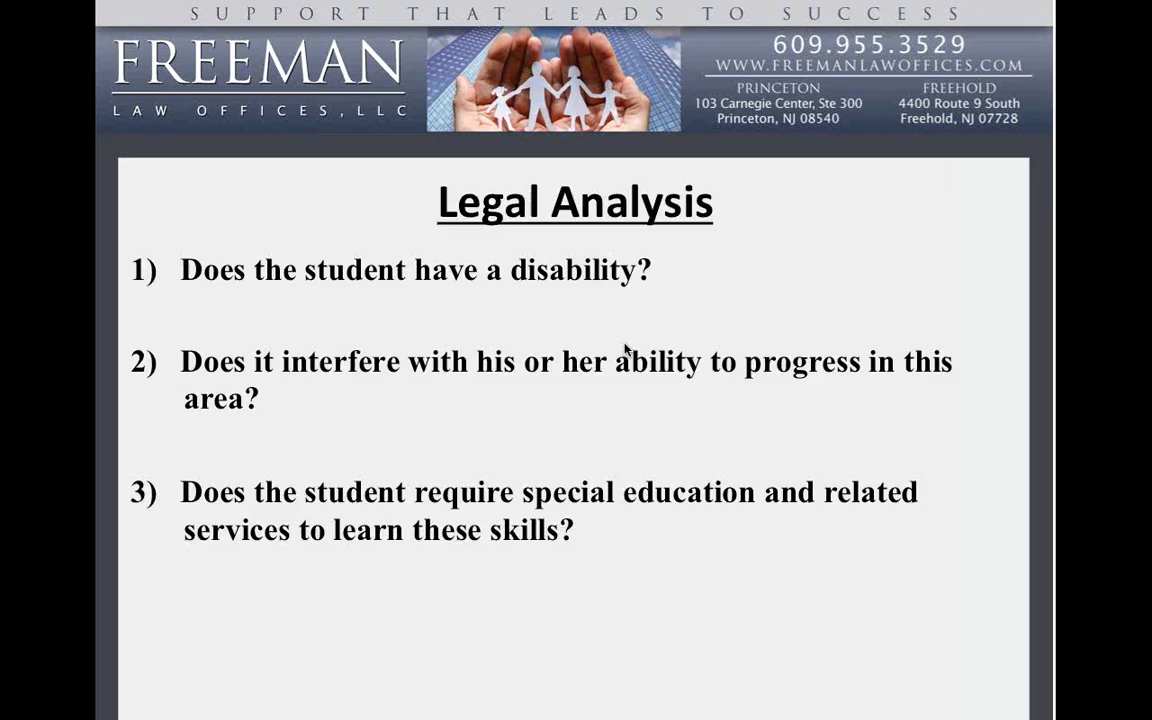 SUPPORT THAT LEADS TO SUCCESS
FREEMAN
LAW OFFICES, LLC
609.955.3529
WWW.FREEMANLAWOFFICES.COM
PRINCETON
103 Carnegie Center, Ste 300
Princeton, NJ 08540
FREEHOLD
4400 Route 9 South
Freehold, NJ 07728
Legal Analysis
1) Does the student have a disability?
2) Does it interfere with his or her ability to progress in this
area?
3) Does the student require special education and related
services to learn these skills?